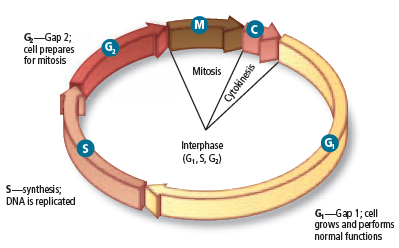 G₂—Gap 2;
cell prepares
for mitosis
G₂
M
C
Mitosis
Cytokinesis
Interphase
(G₁, S, G₂)
S
G₁
S—synthesis;
DNA is replicated
G₁—Gap 1; cell
grows and performs
normal functions